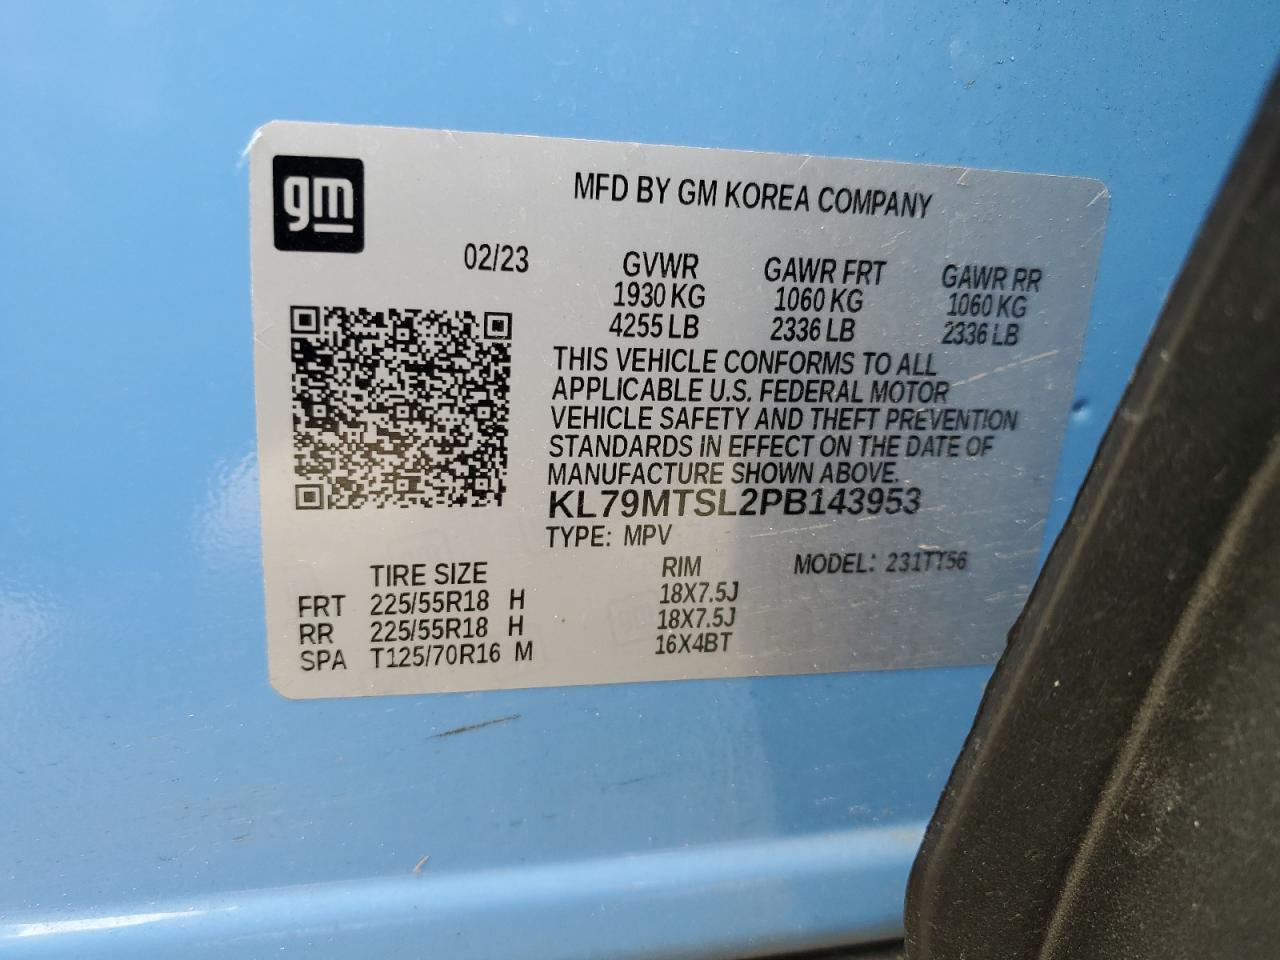 gm
MFD BY GM KOREA COMPANY
02/23
GVWR GAWR FRT GAWR RR
1930 KG 1060 KG 1060 KG
4255 LB 2336 LB 2336 LB
THIS VEHICLE CONFORMS TO ALL
APPLICABLE U.S. FEDERAL MOTOR
VEHICLE SAFETY AND THEFT PREVENTION
STANDARDS IN EFFECT ON THE DATE OF
MANUFACTURE SHOWN ABOVE.
KL79MTSL2PB143953
TYPE: MPV
MODEL: 231TT56
TIRE SIZE RIM
FRT 225/55R18 H 18X7.5J
RR 225/55R18 H 18X7.5J
SPA T125/70R16 M 16X4BT